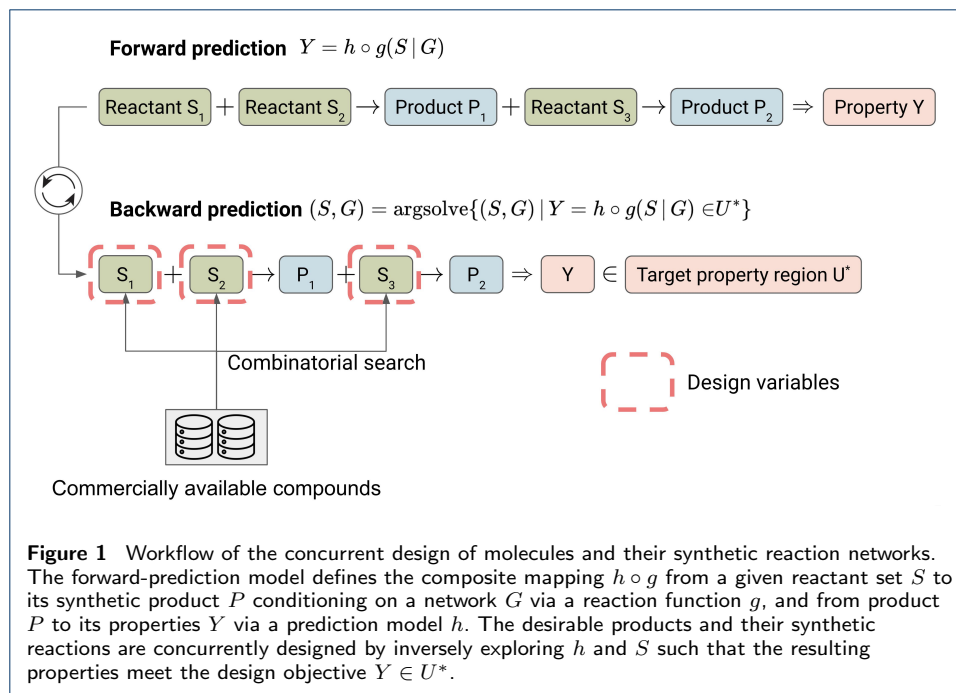 Forward prediction Y = h ∘ g(S | G)
Reactant S₁ + Reactant S₂ → Product P₁ + Reactant S₃ → Product P₂ ⇒ Property Y
Backward prediction (S, G) = argsolve{(S, G) | Y = h ∘ g(S | G) ∈U*}
S₁ + S₂ → P₁ + S₃ → P₂ ⇒ Y ∈ Target property region U*
Combinatorial search
Design variables
Commercially available compounds
Figure 1 Workflow of the concurrent design of molecules and their synthetic reaction networks.
The forward-prediction model defines the composite mapping h ∘ g from a given reactant set S to
its synthetic product P conditioning on a network G via a reaction function g, and from product
P to its properties Y via a prediction model h. The desirable products and their synthetic
reactions are concurrently designed by inversely exploring h and S such that the resulting
properties meet the design objective Y ∈ U*.